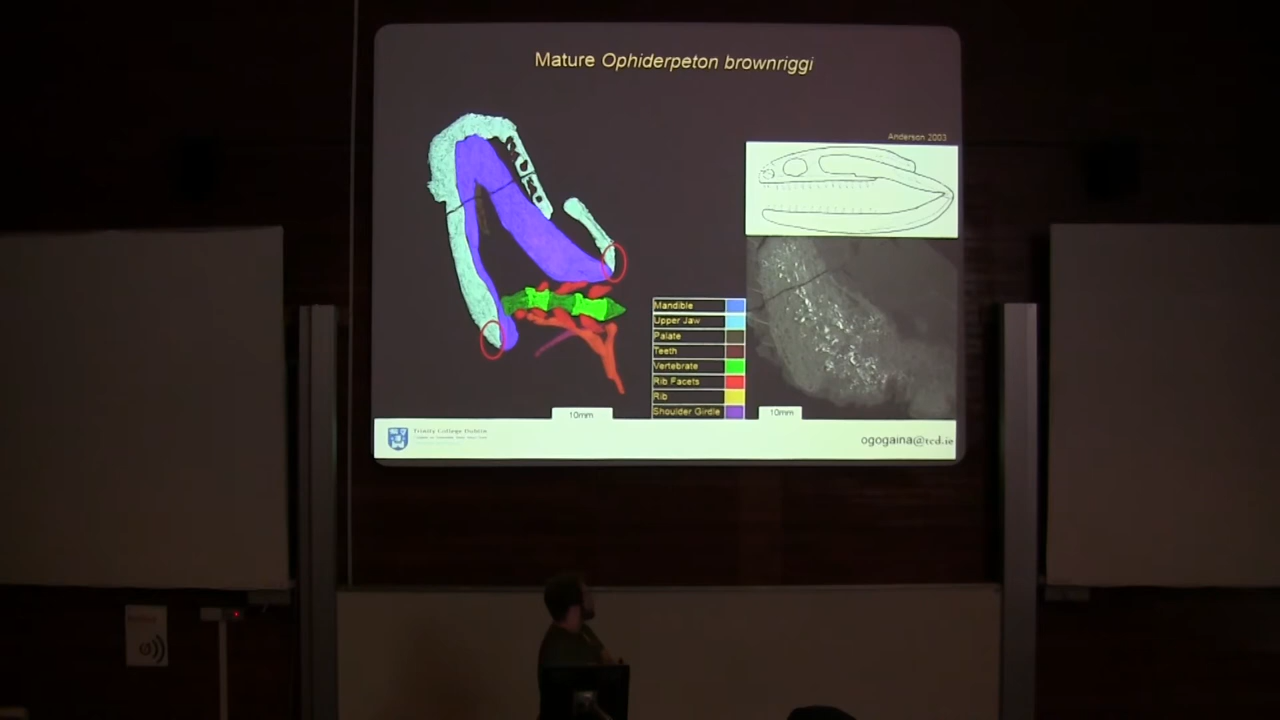 Mature Ophiderpeton brownriggi
Anderson 2003
Mandible
Upper Jaw
Palate
Teeth
Vertebrate
Rib Facets
Rib
Shoulder Girdle
10mm
10mm
Trinity College Dublin
ogogaina@tcd.ie